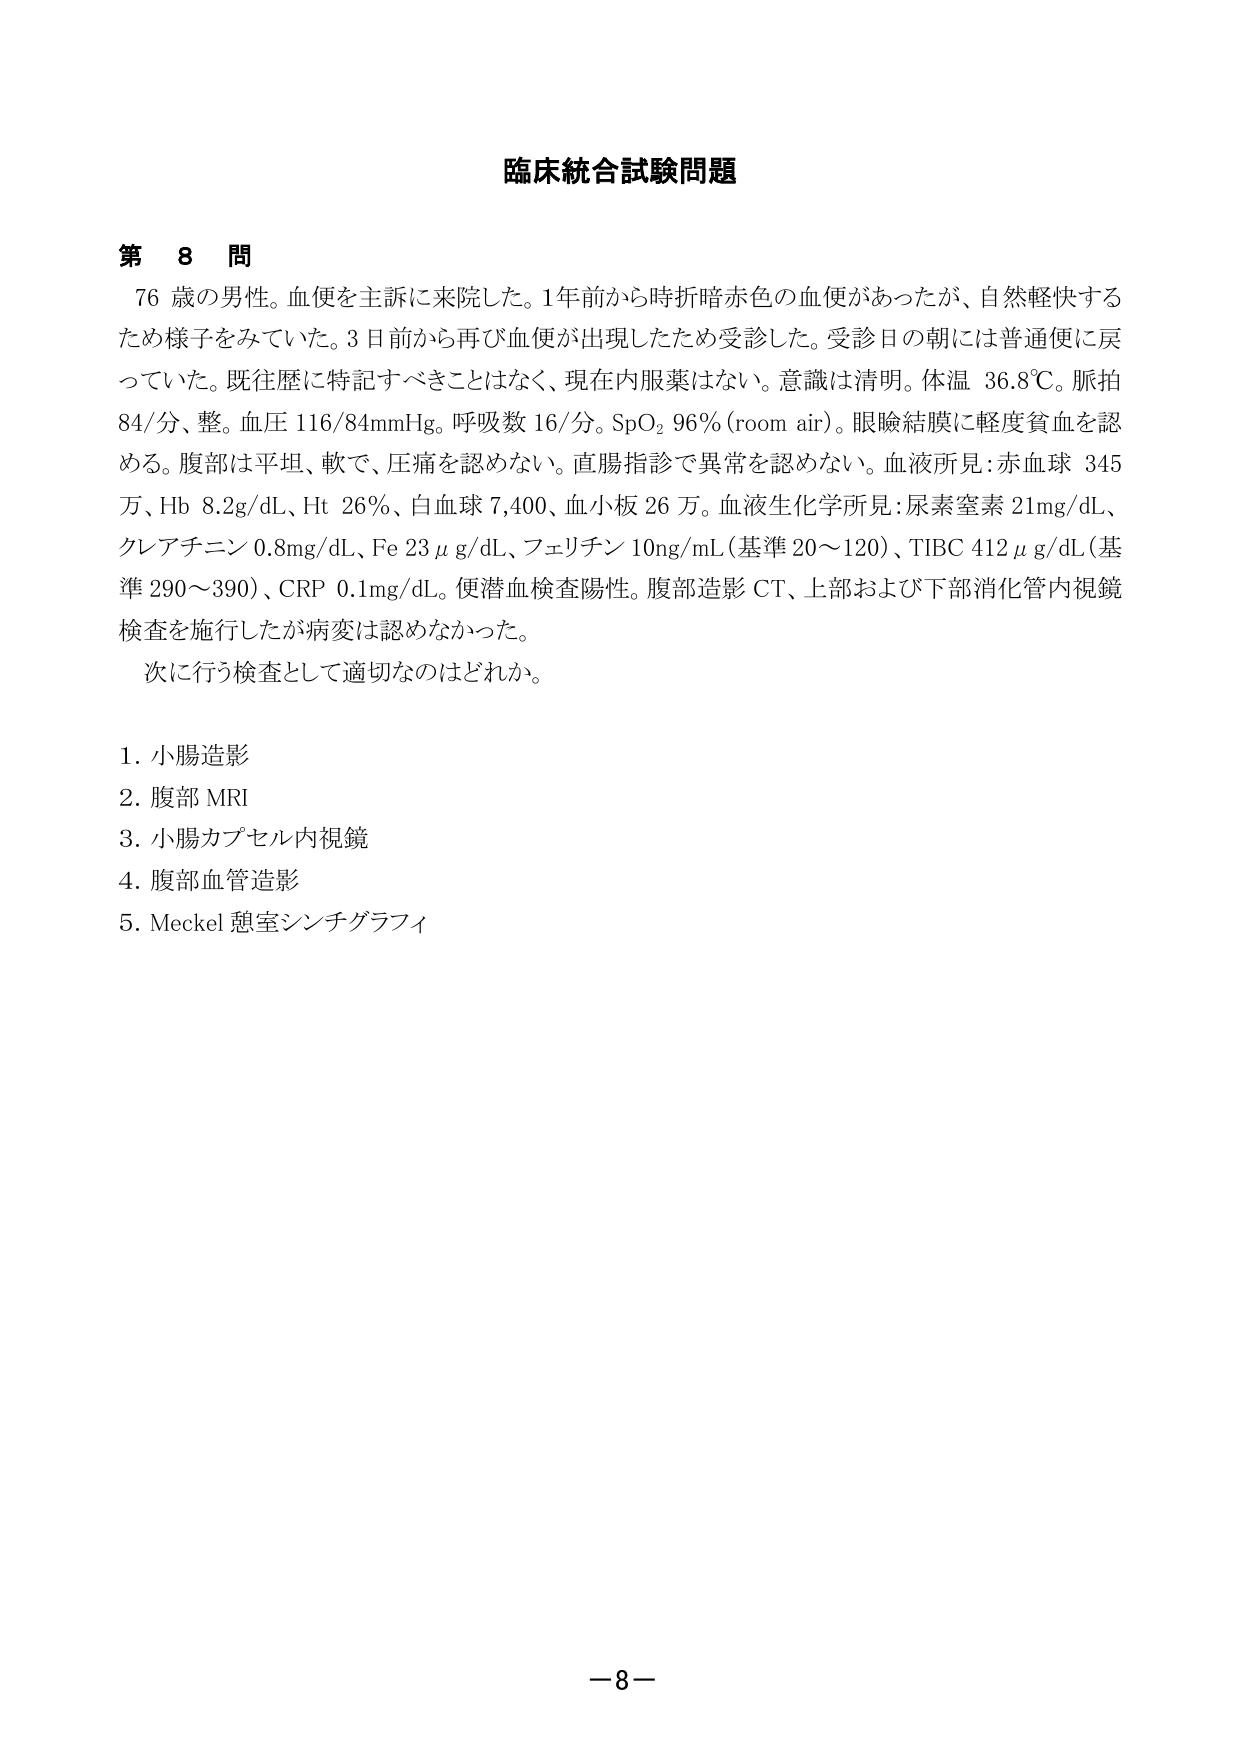 臨床統合試験問題
第　8　問
76 歳の男性。血便を主訴に来院した。1年前から時折暗赤色の血便があったが、自然軽快する
ため様子をみていた。3 日前から再び血便が出現したため受診した。受診日の朝には普通便に戻
っていた。既往歴に特記すべきことはなく、現在内服薬はない。意識は清明。体温 36.8℃。脈拍
84/分、整。血圧 116/84mmHg。呼吸数 16/分。SpO₂ 96%(room air)。眼瞼結膜に軽度貧血を認
める。腹部は平坦、軟で、圧痛を認めない。直腸指診で異常を認めない。血液所見:赤血球 345
万、Hb 8.2g/dL、Ht 26%、白血球 7,400、血小板 26 万。血液生化学所見:尿素窒素 21mg/dL、
クレアチニン 0.8mg/dL、Fe 23 μg/dL、フェリチン 10ng/mL(基準 20～120)、TIBC 412 μg/dL(基
準 290～390)、CRP 0.1mg/dL。便潜血検査陽性。腹部造影 CT、上部および下部消化管内視鏡
検査を施行したが病変は認めなかった。
次に行う検査として適切なのはどれか。
1. 小腸造影
2. 腹部 MRI
3. 小腸カプセル内視鏡
4. 腹部血管造影
5. Meckel 憩室シンチグラフィ
－8－